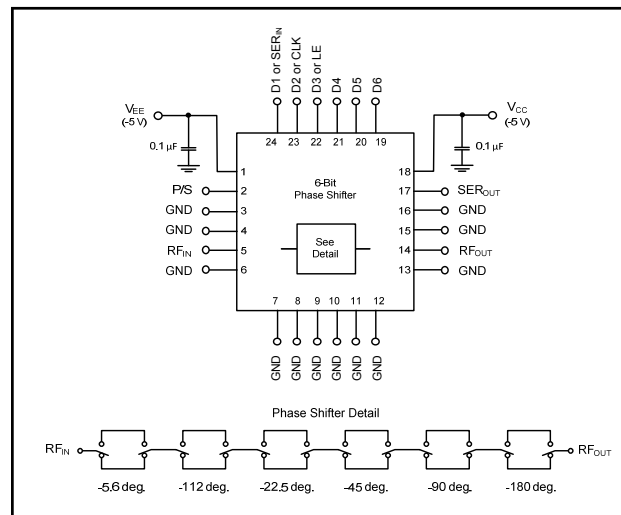 D1 or SERIN
D2 or CLK
D3 or LE
D4
D5
D6
VEE
(-5 V)
0.1 µF
VCC
(-5 V)
0.1 µF
24 23 22 21 20 19
1
2
3
4
5
6
18
17
16
15
14
13
6-Bit
Phase Shifter
See
Detail
P/S
GND
GND
RFIN
GND
SEROUT
GND
GND
RFOUT
GND
7 8 9 10 11 12
GND GND GND GND GND GND
Phase Shifter Detail
RFIN
RFOUT
-5.6 deg. -112 deg. -22.5 deg. -45 deg. -90 deg. -180 deg.